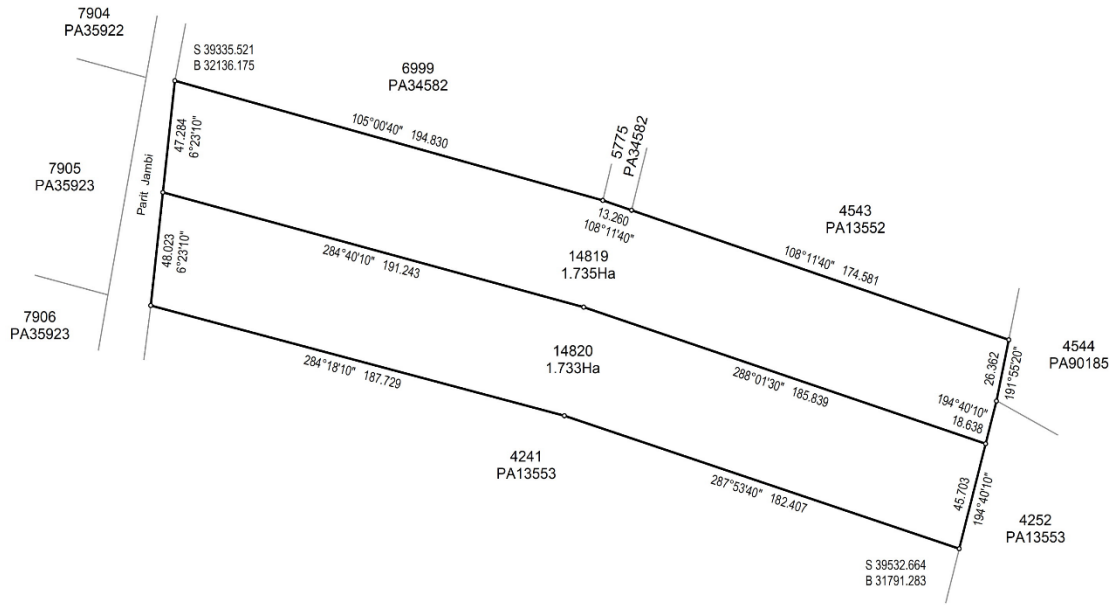 7904
PA35922
S 39335.521
B 32136.175
6999
PA34582
105°00'40" 194.830
5775
PA34582
47.284
6°23'10"
7905
PA35923
Parit Jambi
13.260
108°11'40"
4543
PA13552
108°11'40" 174.581
48.023
6°23'10"
284°40'10" 191.243
14819
1.735Ha
7906
PA35923
4544
PA90185
26.362
191°55'20"
14820
1.733Ha
284°18'10" 187.729
288°01'30" 185.839
194°40'10"
18.638
4241
PA13553
287°53'40" 182.407
45.703
194°40'10"
4252
PA13553
S 39532.664
B 31791.283